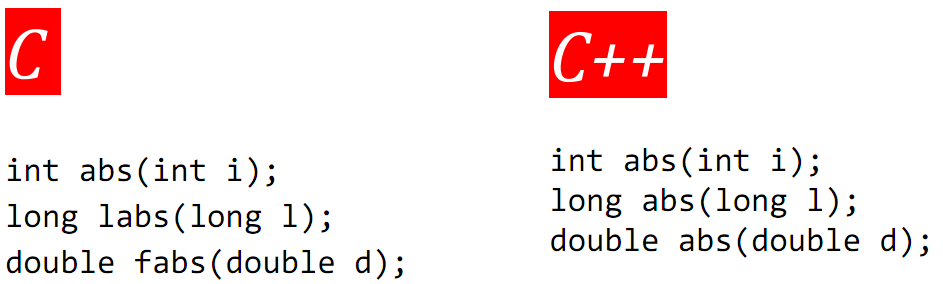 C
int abs(int i);
long labs(long l);
double fabs(double d);
C++
int abs(int i);
long abs(long l);
double abs(double d);